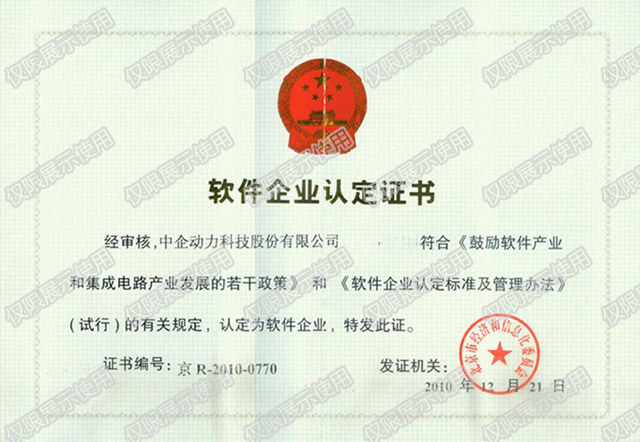 软件企业认定证书
经审核,中企动力科技股份有限公司 符合《鼓励软件产业
和集成电路产业发展的若干政策》和《软件企业认定标准及管理办法》
(试行)的有关规定,认定为软件企业,特发此证。
证书编号:京 R-2010-0770
发证机关:
北京市经济和信息化委员会
2010 年 12 月 21 日
仅限展示使用